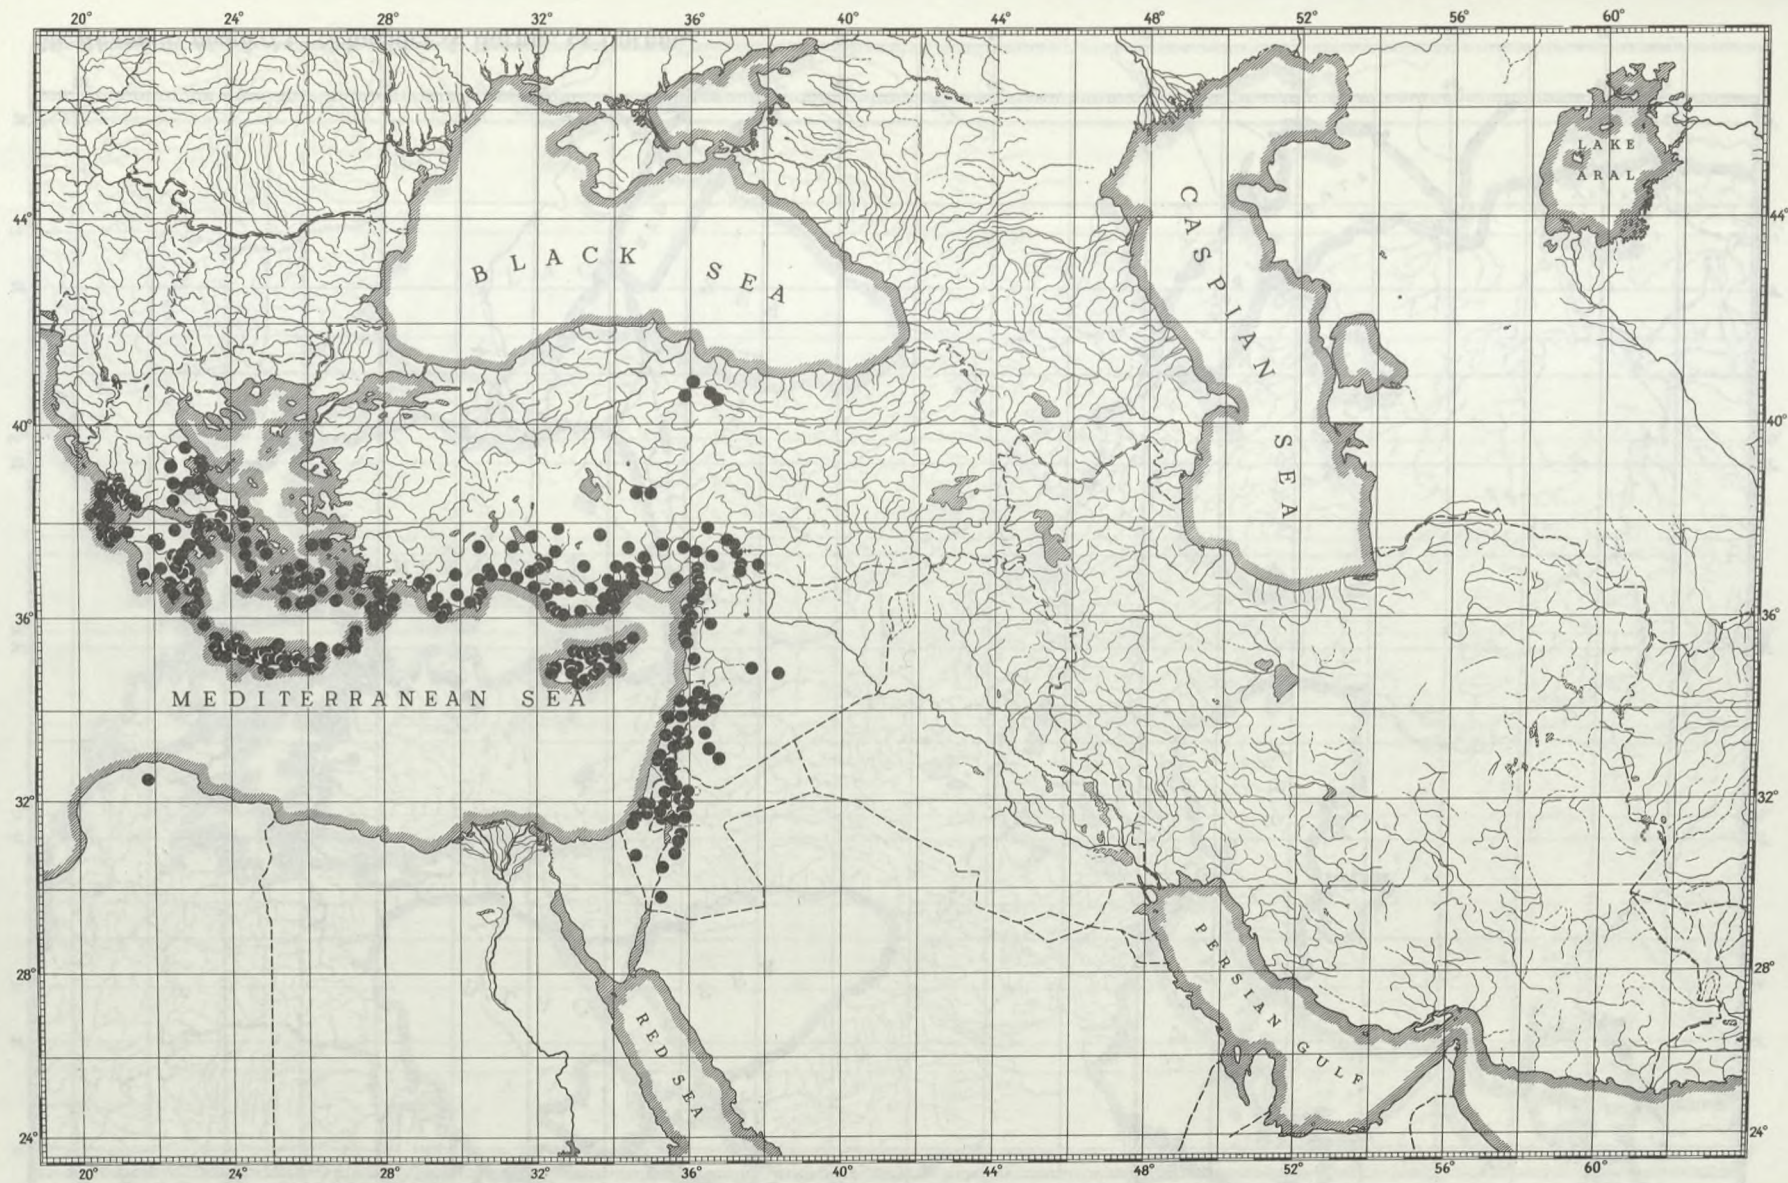 20° 24° 28° 32° 36° 40° 44° 48° 52° 56° 60°
LAKE
ARAL
44° 44°
CASPIAN SEA
BLACK SEA
40° 40°
36° 36°
MEDITERRANEAN SEA
32° 32°
PERSIAN GULF
28° 28°
RED SEA
24° 24°
20° 24° 28° 32° 36° 40° 44° 48° 52° 56° 60°